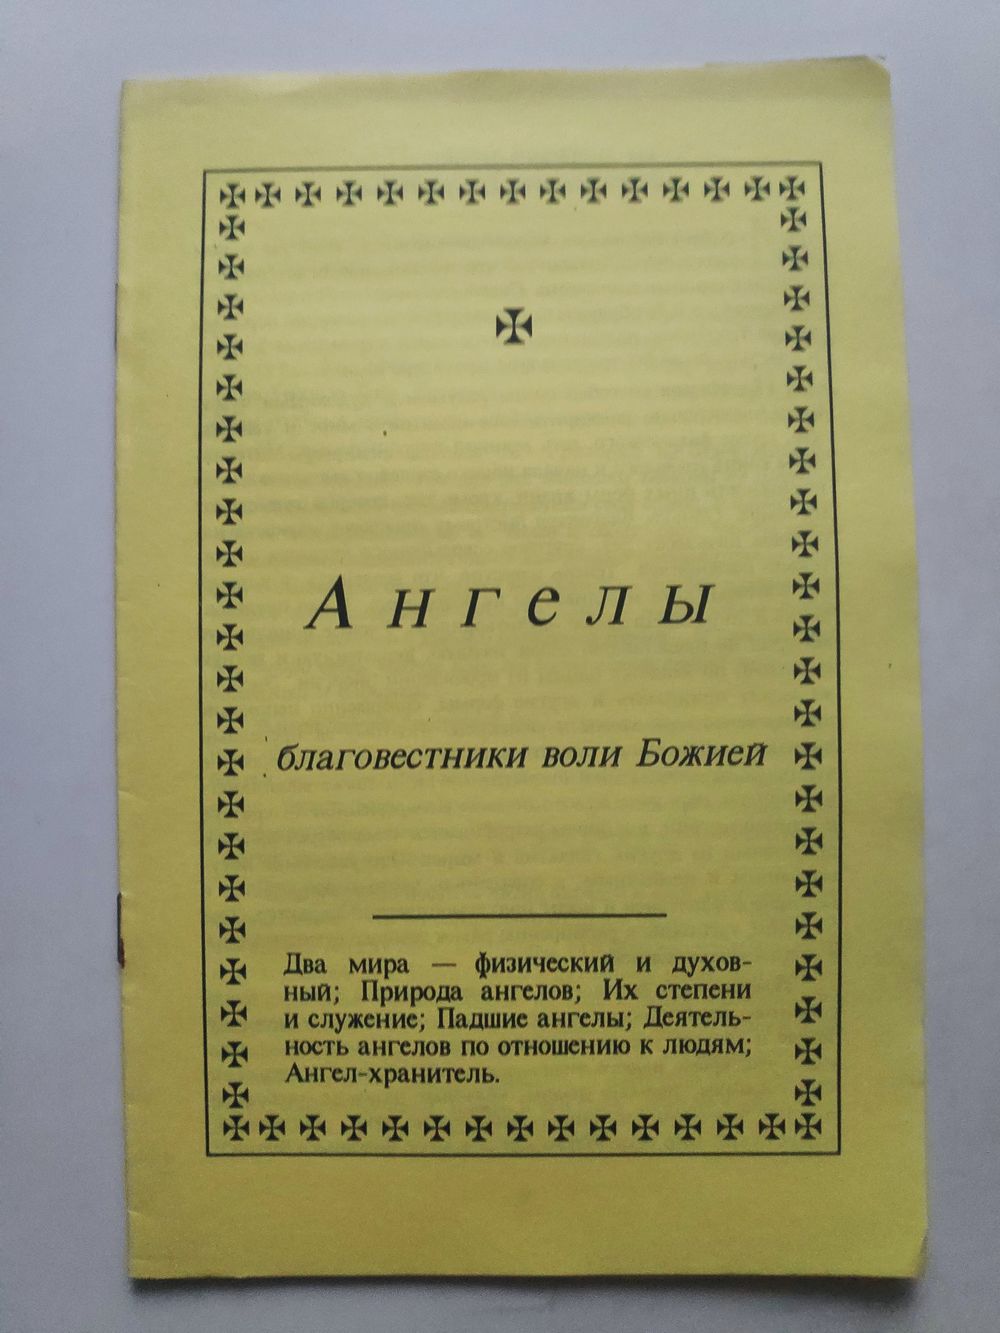 Ангелы
благовестники воли Божией
Два мира — физический и духов-
ный; Природа ангелов; Их степени
и служение; Падшие ангелы; Деятель-
ность ангелов по отношению к людям;
Ангел-хранитель.